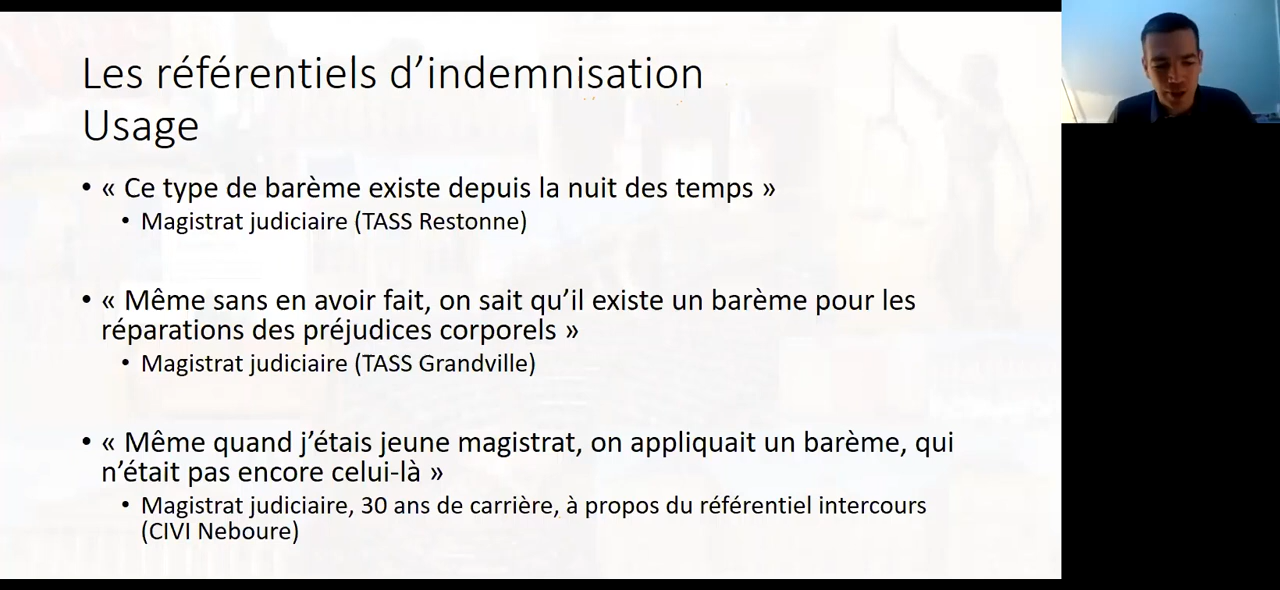 Les référentiels d’indemnisation
Usage
• « Ce type de barème existe depuis la nuit des temps »
• Magistrat judiciaire (TASS Restonne)
• « Même sans en avoir fait, on sait qu’il existe un barème pour les
réparations des préjudices corporels »
• Magistrat judiciaire (TASS Grandville)
• « Même quand j’étais jeune magistrat, on appliquait un barème, qui
n’était pas encore celui-là »
• Magistrat judiciaire, 30 ans de carrière, à propos du référentiel intercours
(CIVI Neboure)